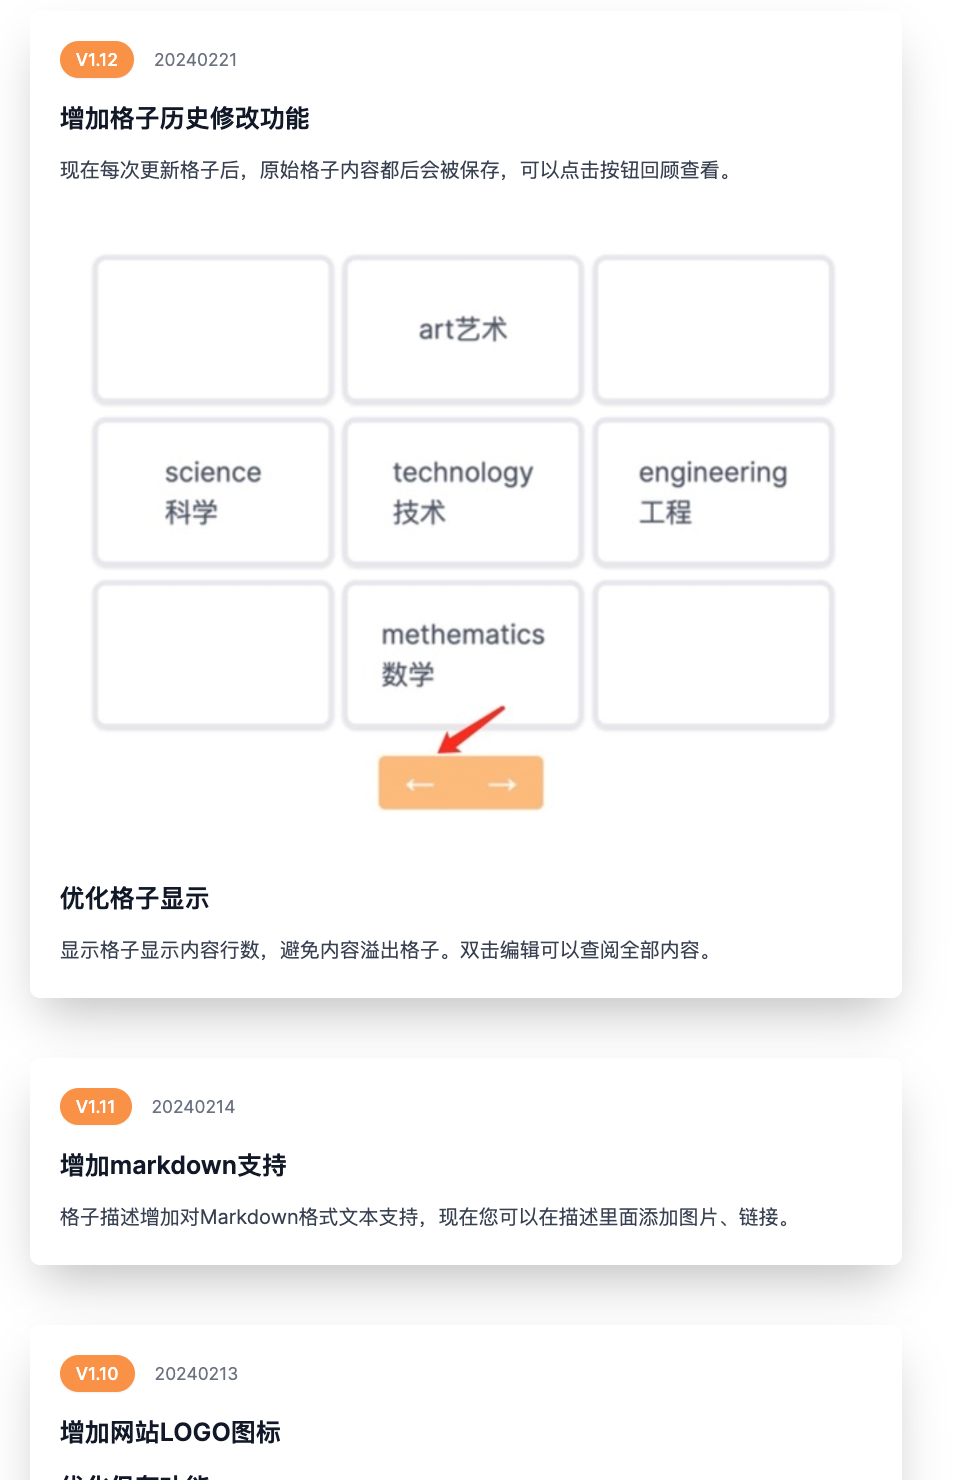 V1.12 20240221
增加格子历史修改功能
现在每次更新格子后，原始格子内容都后会被保存，可以点击按钮回顾查看。
art艺术
science
科学
technology
技术
engineering
工程
methematics
数学
← →
优化格子显示
显示格子显示内容行数，避免内容溢出格子。双击编辑可以查阅全部内容。
V1.11 20240214
增加markdown支持
格子描述增加对Markdown格式文本支持，现在您可以在描述里面添加图片、链接。
V1.10 20240213
增加网站LOGO图标